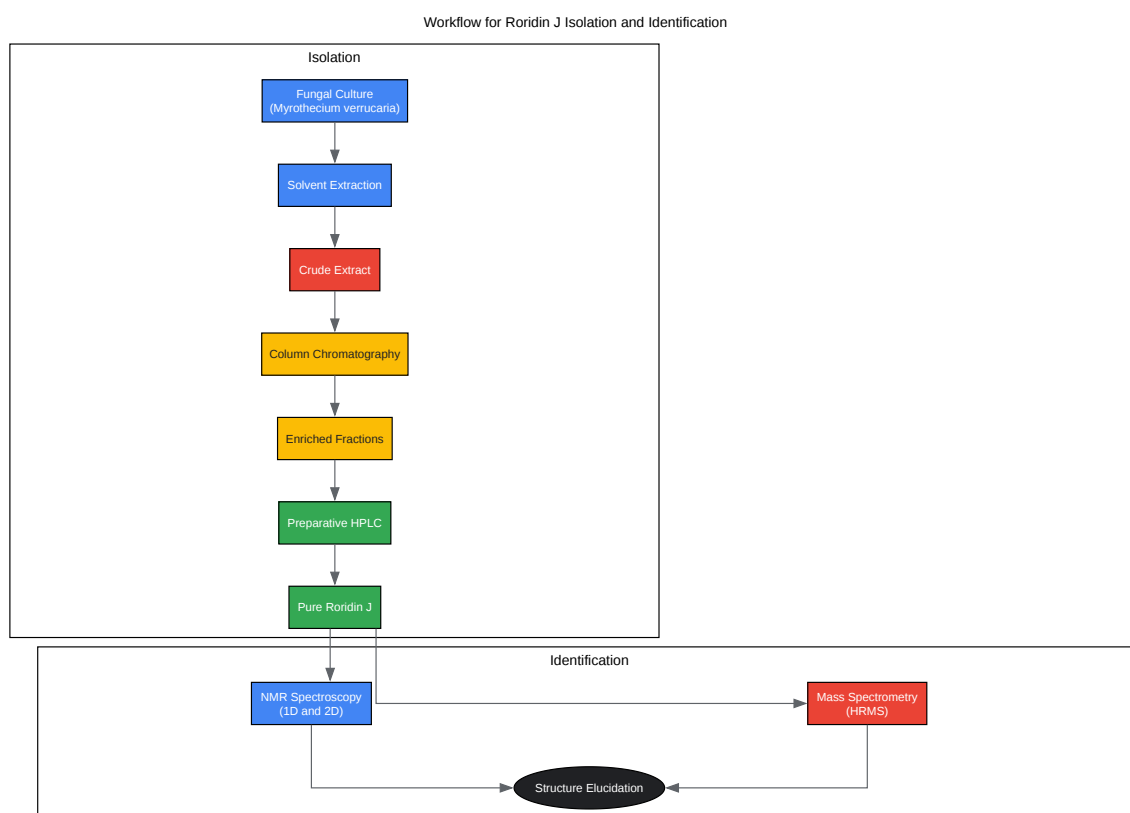 Workflow for Roridin J Isolation and Identification
Isolation
Fungal Culture
(Myrothecium verrucaria)
Solvent Extraction
Crude Extract
Column Chromatography
Enriched Fractions
Preparative HPLC
Pure Roridin J
Identification
NMR Spectroscopy
(1D and 2D)
Mass Spectrometry
(HRMS)
Structure Elucidation